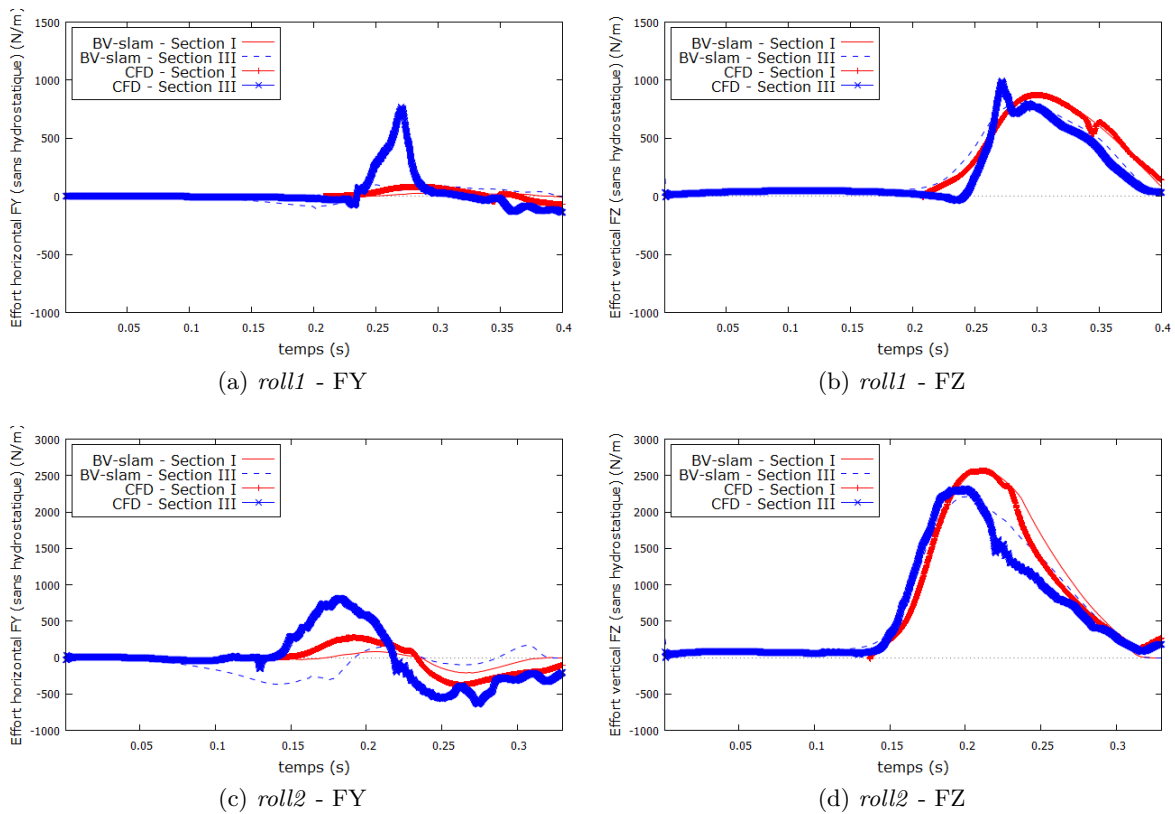 Effort horizontal FY (sans hydrostatique) (N/m)
1500
1000
500
0
-500
-1000
BV-slam - Section I
BV-slam - Section III
CFD - Section I
CFD - Section III
0.05
0.1
0.15
0.2
0.25
0.3
0.35
0.4
temps (s)
(a) roll1 - FY
Effort vertical FZ (sans hydrostatique) (N/m)
1500
1000
500
0
-500
-1000
BV-slam - Section I
BV-slam - Section III
CFD - Section I
CFD - Section III
0.05
0.1
0.15
0.2
0.25
0.3
0.35
0.4
temps (s)
(b) roll1 - FZ
Effort horizontal FY (sans hydrostatique) (N/m)
3000
2500
2000
1500
1000
500
0
-500
-1000
BV-slam - Section I
BV-slam - Section III
CFD - Section I
CFD - Section III
0.05
0.1
0.15
0.2
0.25
0.3
temps (s)
(c) roll2 - FY
Effort vertical FZ (sans hydrostatique) (N/m)
3000
2500
2000
1500
1000
500
0
-500
-1000
BV-slam - Section I
BV-slam - Section III
CFD - Section I
CFD - Section III
0.05
0.1
0.15
0.2
0.25
0.3
temps (s)
(d) roll2 - FZ